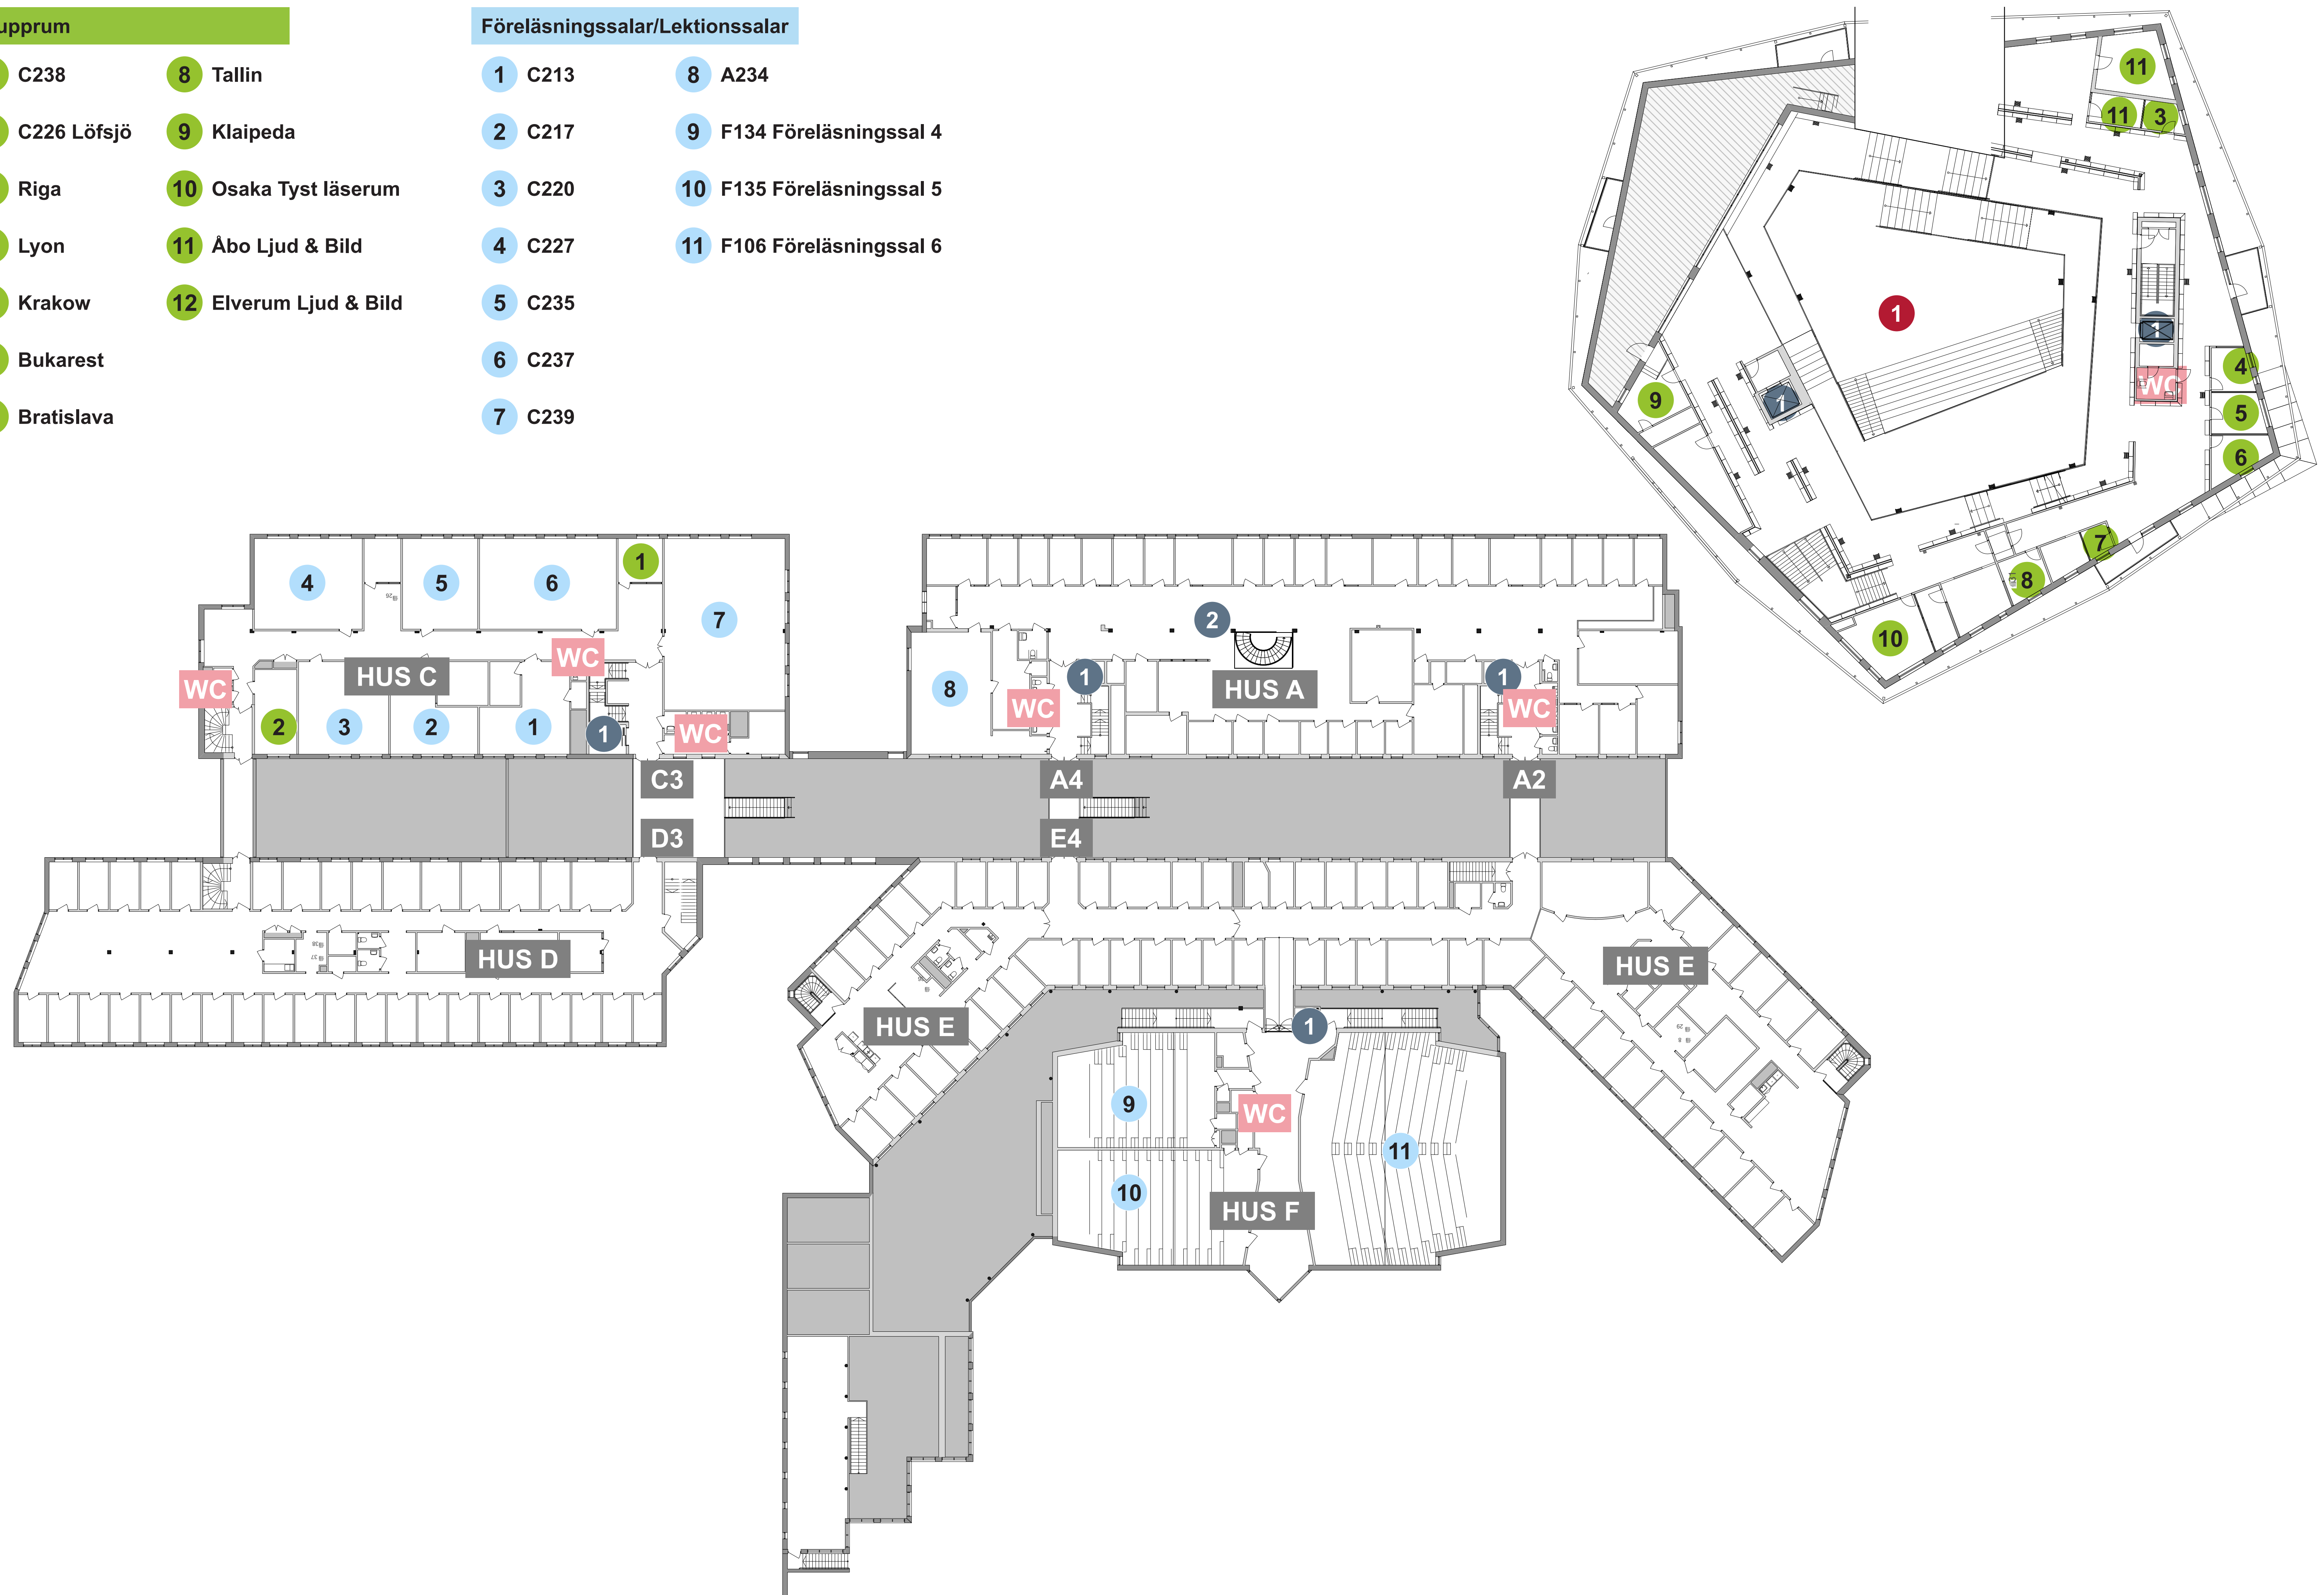 upprum
Föreläsningssalar/Lektionssalar
C238
8 Tallin
1 C213
8 A234
C226 Löfsjö
9 Klaipeda
2 C217
9 F134 Föreläsningssal 4
Riga
10 Osaka Tyst läserum
3 C220
10 F135 Föreläsningssal 5
Lyon
11 Åbo Ljud & Bild
4 C227
11 F106 Föreläsningssal 6
Krakow
12 Elverum Ljud & Bild
5 C235
Bukarest
6 C237
Bratislava
7 C239
11
11
3
1
1
4
WC
9
1
5
6
7
8
10
4
5
6
1
7
2
WC
HUS C
WC
8
1
HUS A
1
WC
WC
2
3
2
1
1
WC
C3
A4
A2
D3
E4
HUS D
HUS E
HUS E
1
9
WC
11
10
HUS F